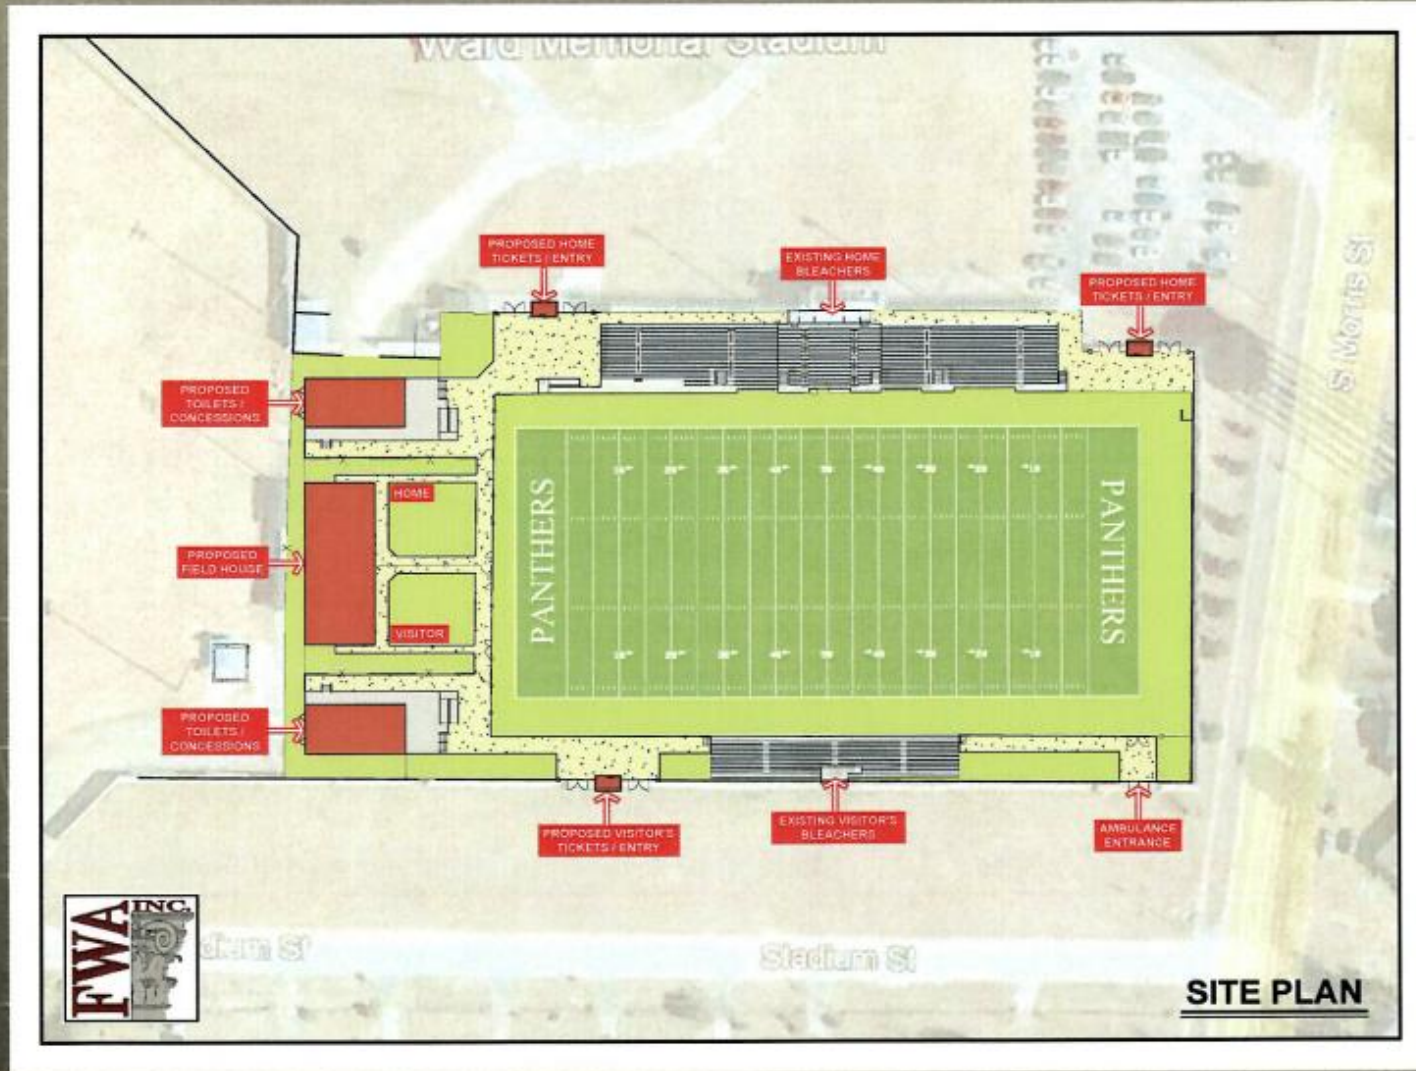 Ward Memorial Stadium
PROPOSED HOME
TICKETS / ENTRY
EXISTING HOME
BLEACHERS
PROPOSED HOME
TICKETS / ENTRY
S Morris St
PROPOSED
TOILETS /
CONCESSIONS
HOME
PANTHERS
PANTHERS
PROPOSED
FIELD HOUSE
VISITOR
PROPOSED
TOILETS /
CONCESSIONS
PROPOSED VISITOR'S
TICKETS / ENTRY
EXISTING VISITOR'S
BLEACHERS
AMBULANCE
ENTRANCE
FWA INC.
dium St
Stadium St
SITE PLAN